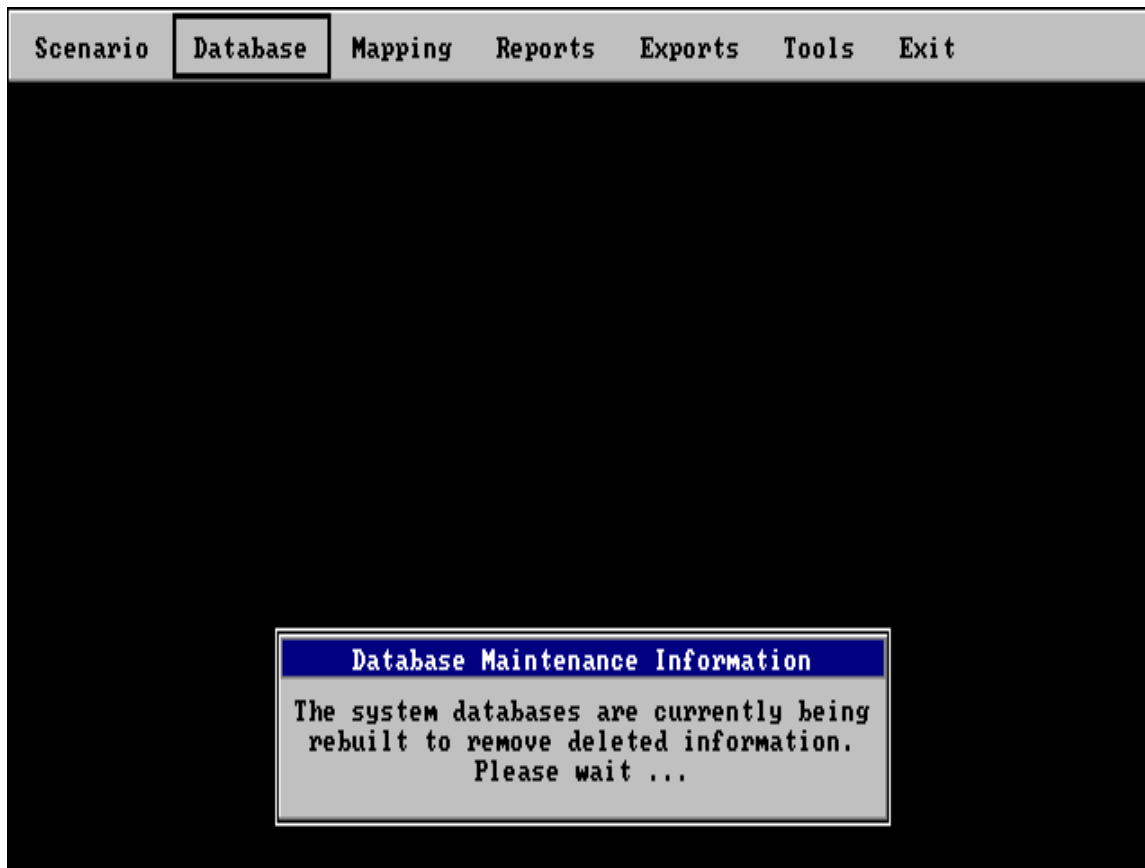 Scenario Database Mapping Reports Exports Tools Exit
Database Maintenance Information
The system databases are currently being
rebuilt to remove deleted information.
Please wait ...